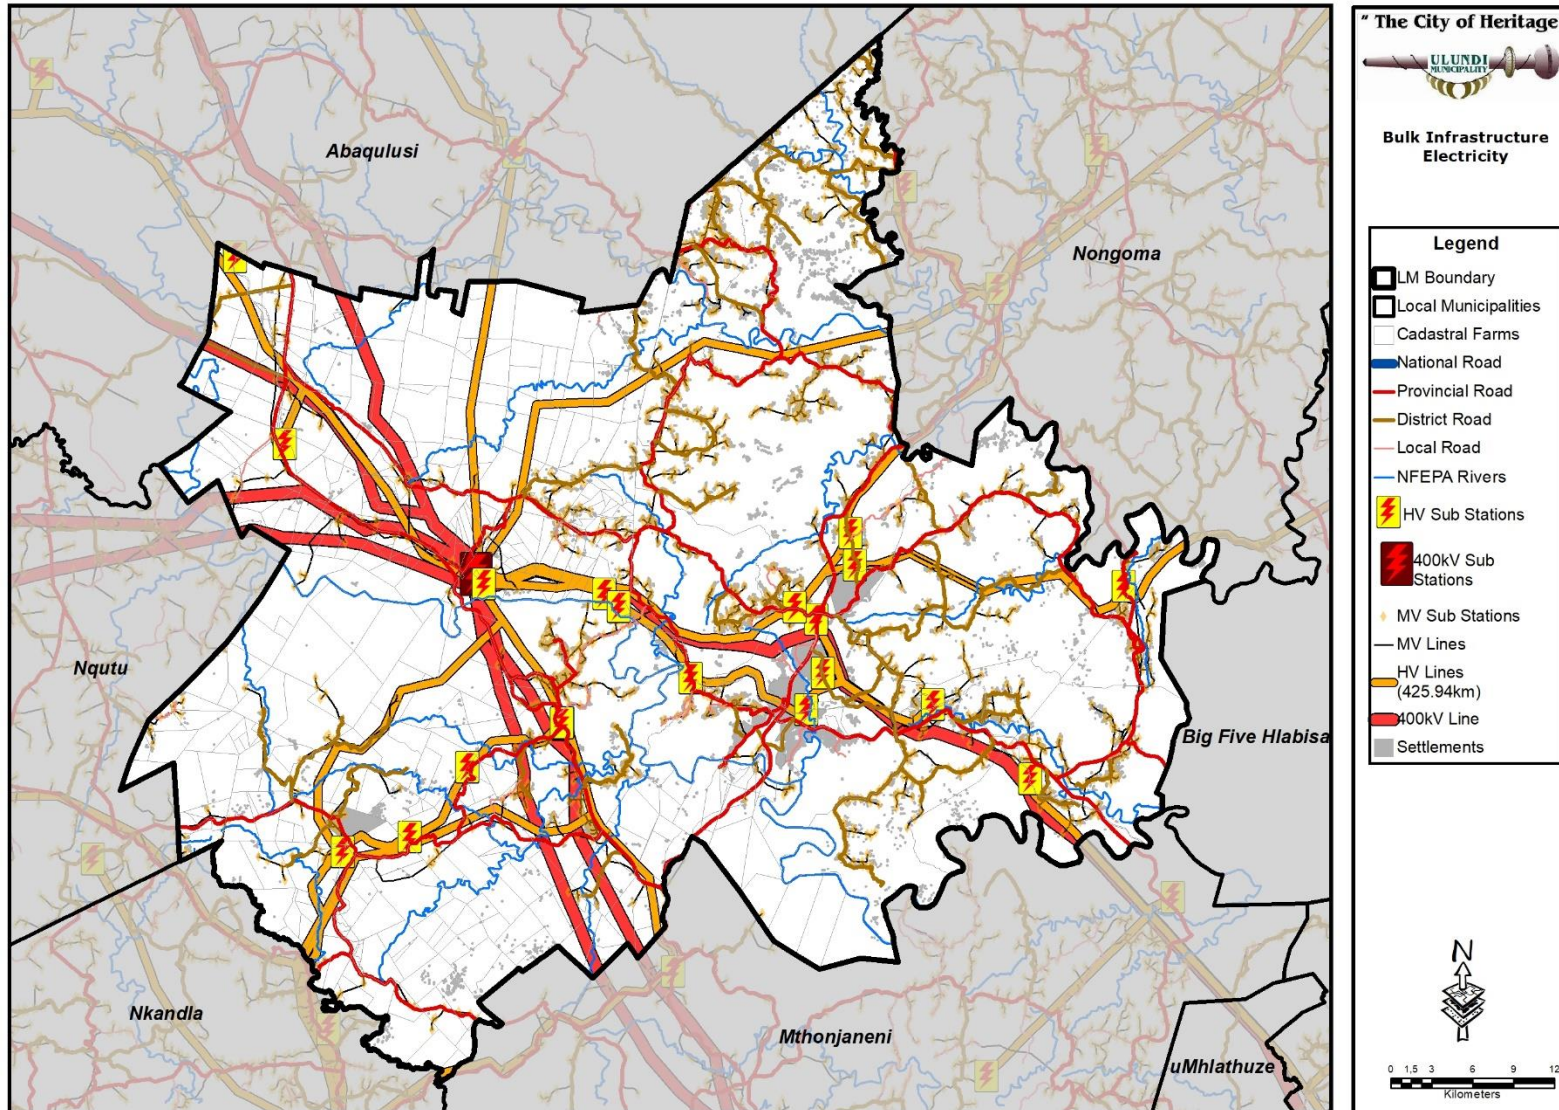 " The City of Heritage
ULUNDI
MUNICIPALITY
Bulk Infrastructure
Electricity
Legend
LM Boundary
Local Municipalities
Cadastral Farms
National Road
Provincial Road
District Road
Local Road
NFEPA Rivers
HV Sub Stations
400kV Sub
Stations
MV Sub Stations
MV Lines
HV Lines
(425.94km)
400kV Line
Settlements
Abaqulusi
Nongoma
Nqutu
Big Five Hlabisa
Nkandla
Mthonjaneni
uMhlathuze
N
0 1,5 3 6 9 12
Kilometers